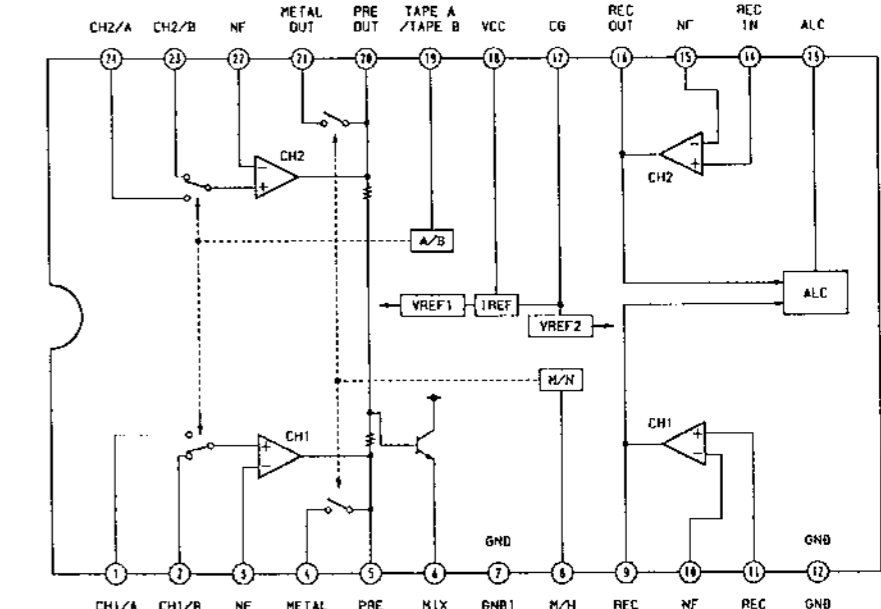 CH2/A CH2/B NF METAL OUT PRE OUT TAPE A /TAPE B VCC CG REC OUT NF REC IN ALC
24 23 22 21 20 19 18 17 16 15 14 13
CH2
CH2
A/B
ALC
VREF1 IREF
VREF2
M/N
CH1
CH1
GND GND
1 2 3 4 5 6 7 8 9 10 11 12
CH1/A CH1/B NF METAL PRE MIX GND1 M/H REC NF REC GND